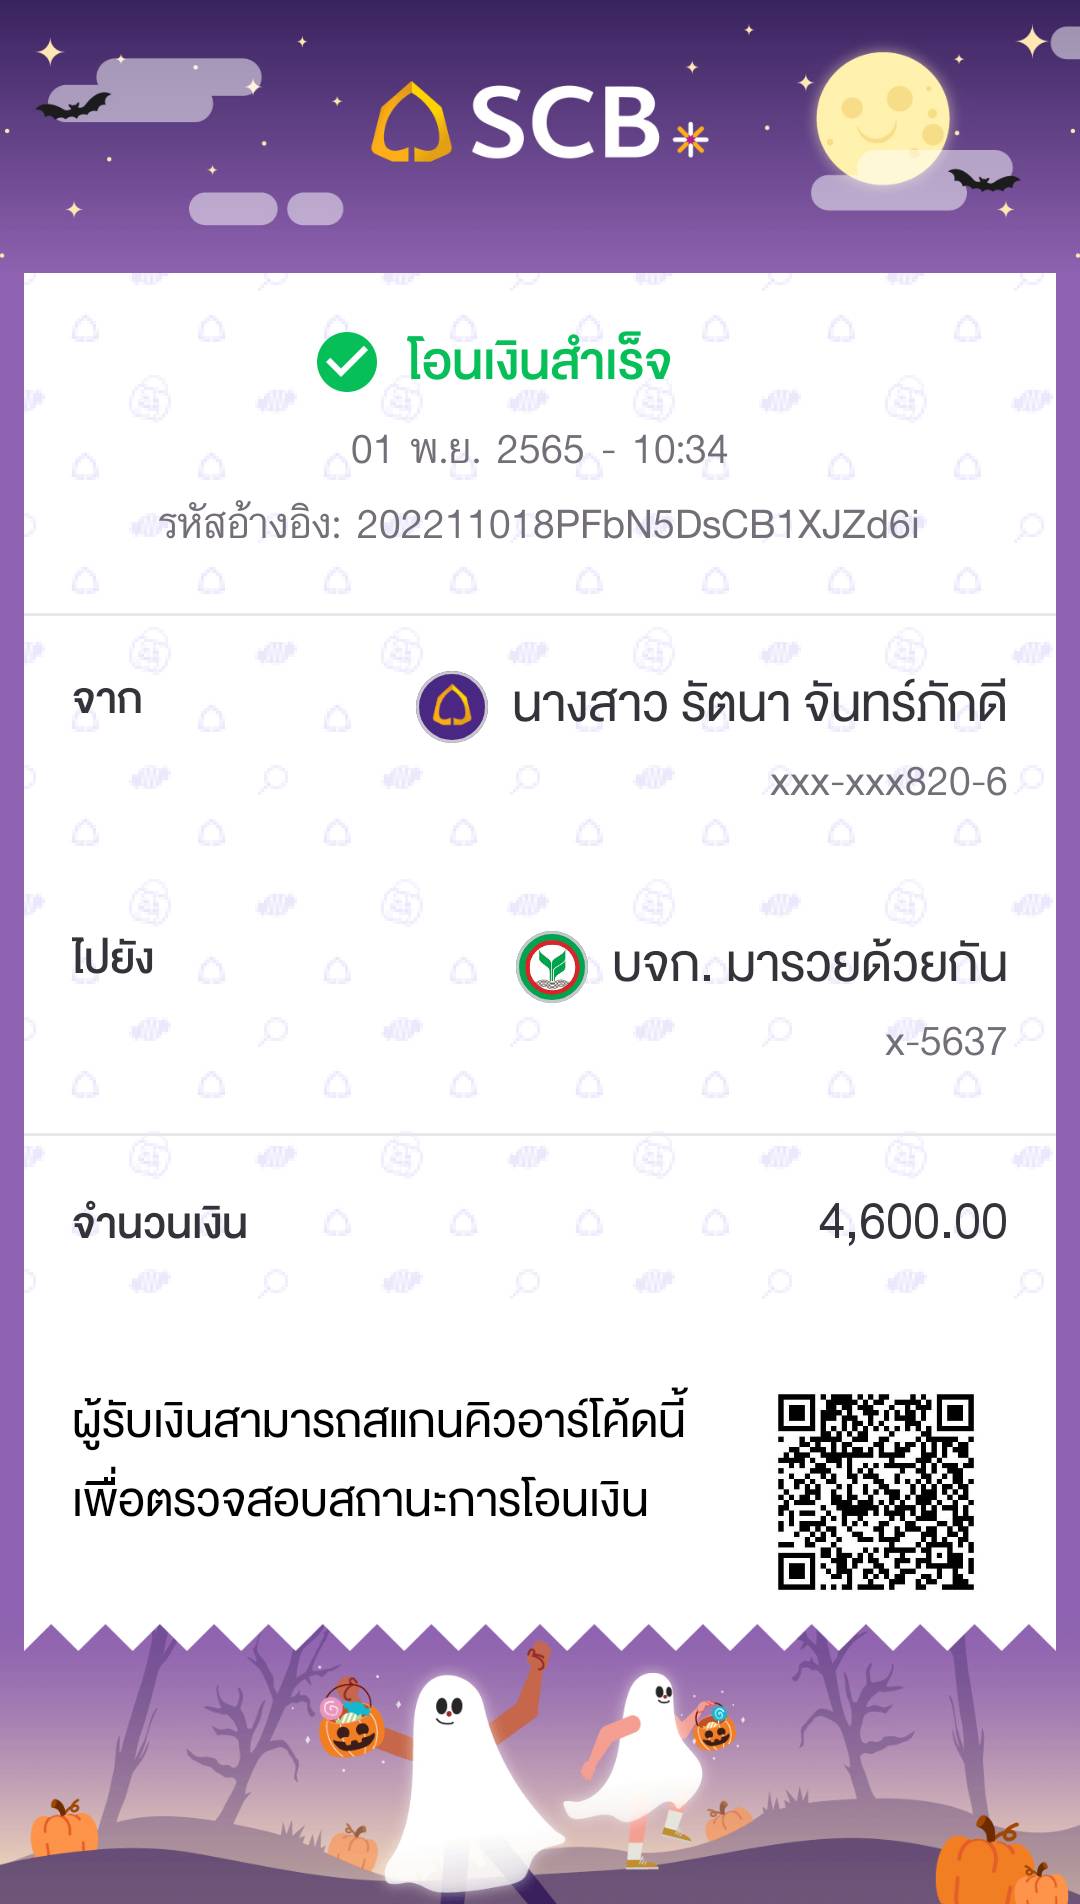 SCB
โอนเงินสำเร็จ
01 พ.ย. 2565 - 10:34
รหัสอ้างอิง: 202211018PFbN5DsCB1XJZd6i
จาก
นางสาว รัตนา จันทร์ภักดี
xxx-xxx820-6
ไปยัง
บจก. มารวยด้วยกัน
x-5637
จำนวนเงิน 4,600.00
ผู้รับเงินสามารถสแกนคิวอาร์โค้ดนี้
เพื่อตรวจสอบสถานะการโอนเงิน